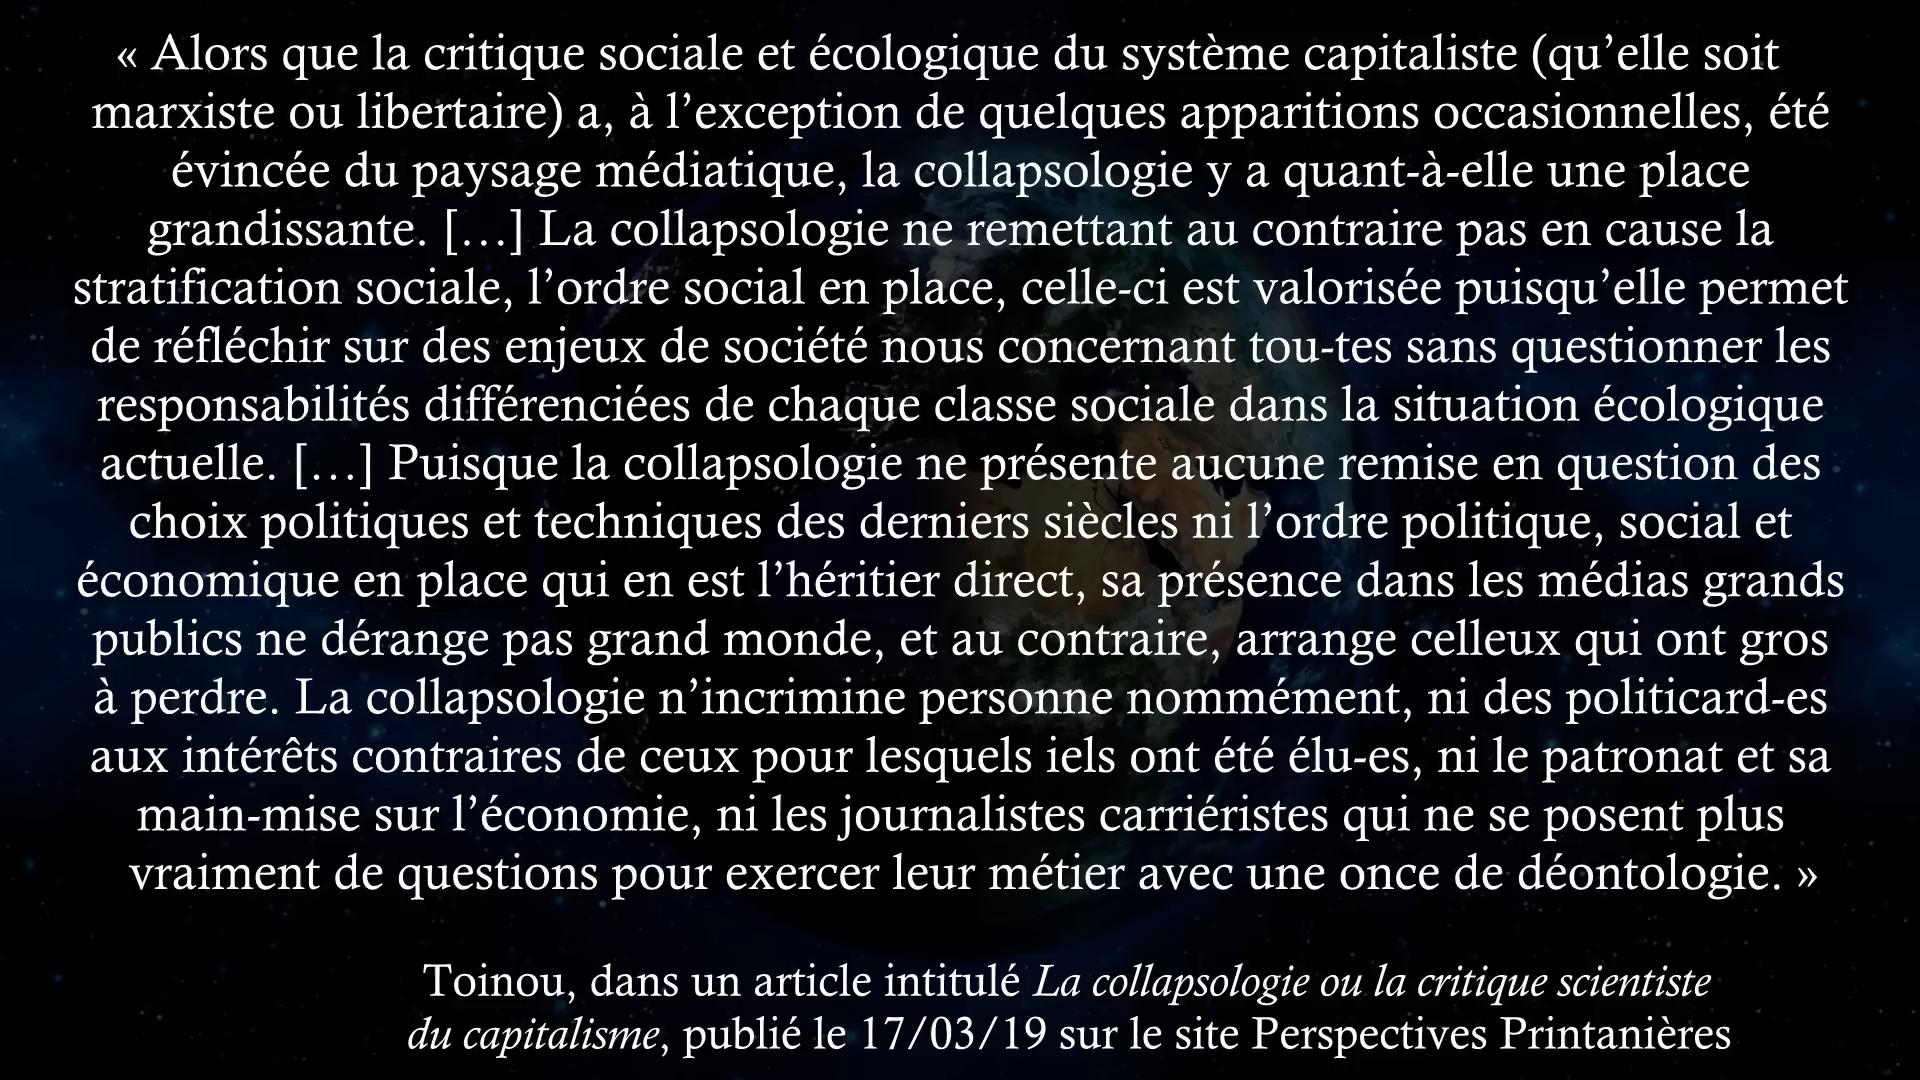 « Alors que la critique sociale et écologique du système capitaliste (qu’elle soit
marxiste ou libertaire) a, à l’exception de quelques apparitions occasionnelles, été
évincée du paysage médiatique, la collapsologie y a quant-à-elle une place
grandissante. […] La collapsologie ne remettant au contraire pas en cause la
stratification sociale, l’ordre social en place, celle-ci est valorisée puisqu’elle permet
de réfléchir sur des enjeux de société nous concernant tou-tes sans questionner les
responsabilités différenciées de chaque classe sociale dans la situation écologique
actuelle. […] Puisque la collapsologie ne présente aucune remise en question des
choix politiques et techniques des derniers siècles ni l’ordre politique, social et
économique en place qui en est l’héritier direct, sa présence dans les médias grands
publics ne dérange pas grand monde, et au contraire, arrange celleux qui ont gros
à perdre. La collapsologie n’incrimine personne nommément, ni des politicard-es
aux intérêts contraires de ceux pour lesquels iels ont été élu-es, ni le patronat et sa
main-mise sur l’économie, ni les journalistes carriéristes qui ne se posent plus
vraiment de questions pour exercer leur métier avec une once de déontologie. »
Toinou, dans un article intitulé La collapsologie ou la critique scientiste
du capitalisme, publié le 17/03/19 sur le site Perspectives Printanières